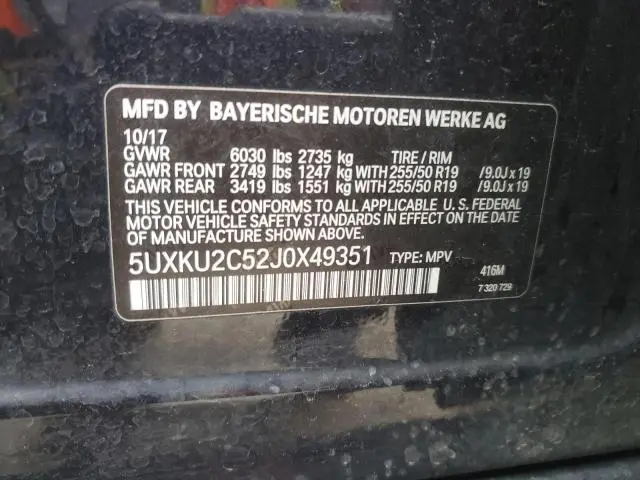 MFD BY BAYERISCHE MOTOREN WERKE AG
10/17
GVWR 6030 lbs 2735 kg TIRE / RIM
GAWR FRONT 2749 lbs 1247 kg WITH 255/50 R19 /9.0J x 19
GAWR REAR 3419 lbs 1551 kg WITH 255/50 R19 /9.0J x 19
THIS VEHICLE CONFORMS TO ALL APPLICABLE U. S. FEDERAL
MOTOR VEHICLE SAFETY STANDARDS IN EFFECT ON THE DATE
OF MANUFACTURE SHOWN ABOVE.
5UXKU2C52J0X49351 TYPE: MPV
416M
7 320 729